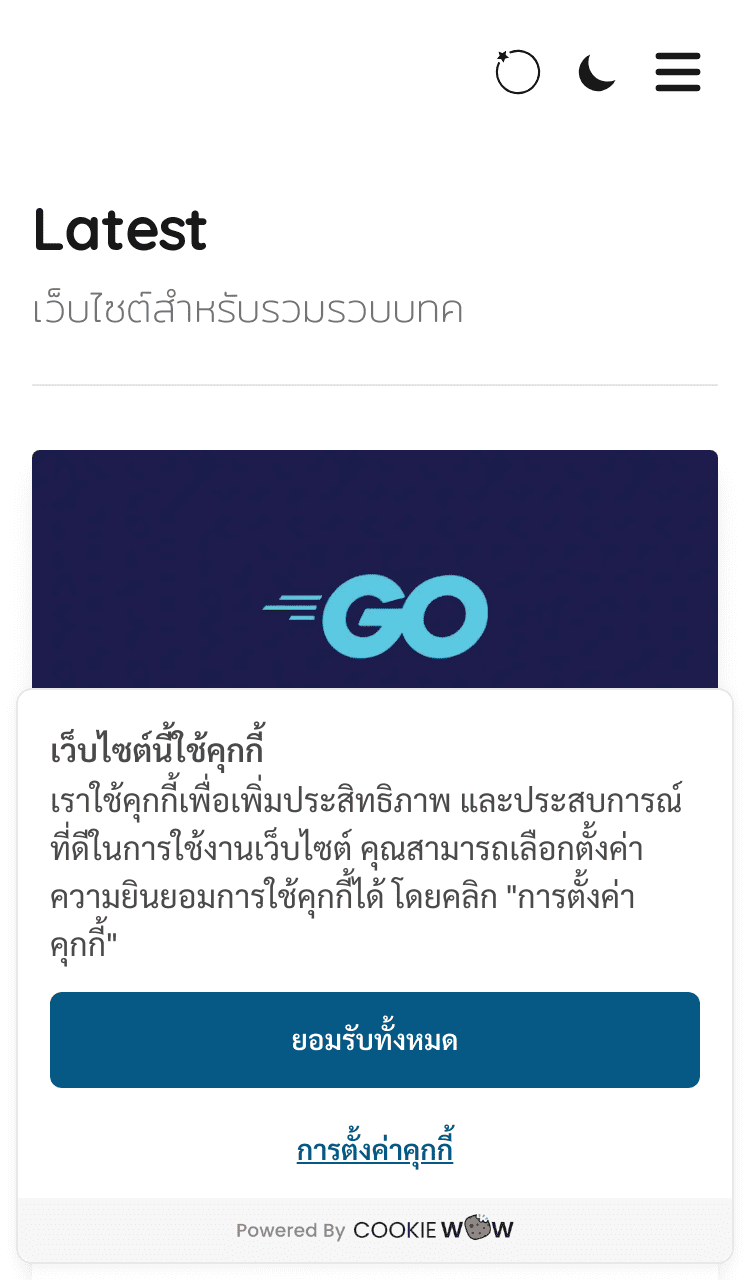 Latest
เว็บไซต์สำหรับรวมรวบบทค
GO
เว็บไซต์นี้ใช้คุกกี้
เราใช้คุกกี้เพื่อเพิ่มประสิทธิภาพ และประสบการณ์
ที่ดีในการใช้งานเว็บไซต์ คุณสามารถเลือกตั้งค่า
ความยินยอมการใช้คุกกี้ได้ โดยคลิก "การตั้งค่า
คุกกี้"
ยอมรับทั้งหมด
การตั้งค่าคุกกี้
Powered By COOKIE WOW